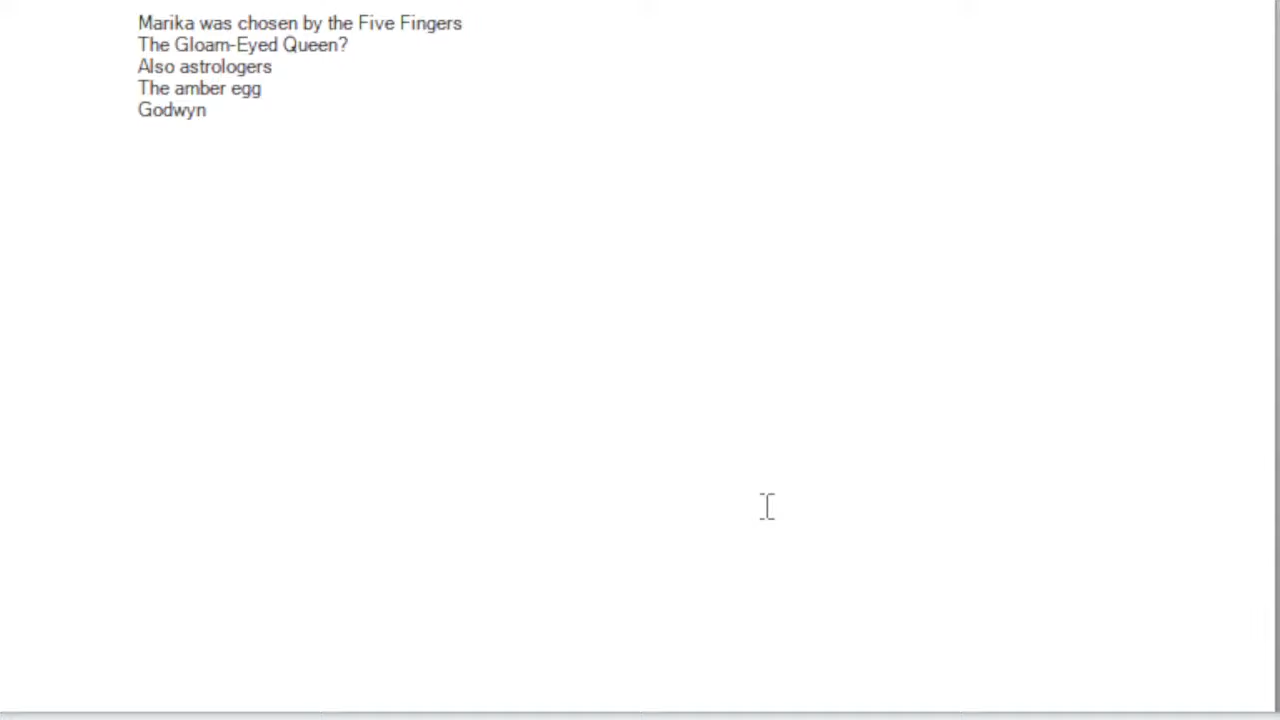 Marika was chosen by the Five Fingers
The Gloam-Eyed Queen?
Also astrologers
The amber egg
Godwyn